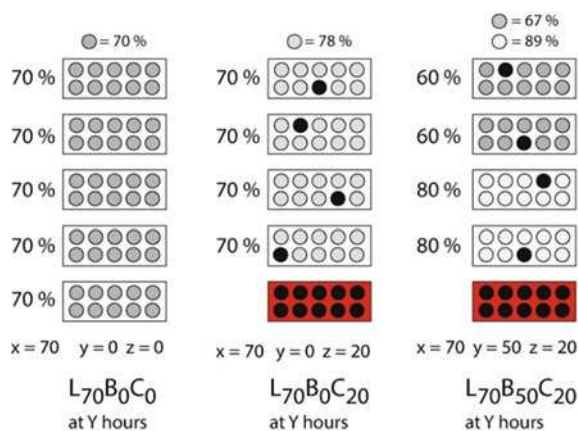 = 70 %
70 %
70 %
70 %
70 %
70 %
x = 70 y = 0 z = 0
L70B0C0
at Y hours
= 78 %
70 %
70 %
70 %
70 %
x = 70 y = 0 z = 20
L70B0C20
at Y hours
= 67 %
= 89 %
60 %
60 %
80 %
80 %
x = 70 y = 50 z = 20
L70B50C20
at Y hours